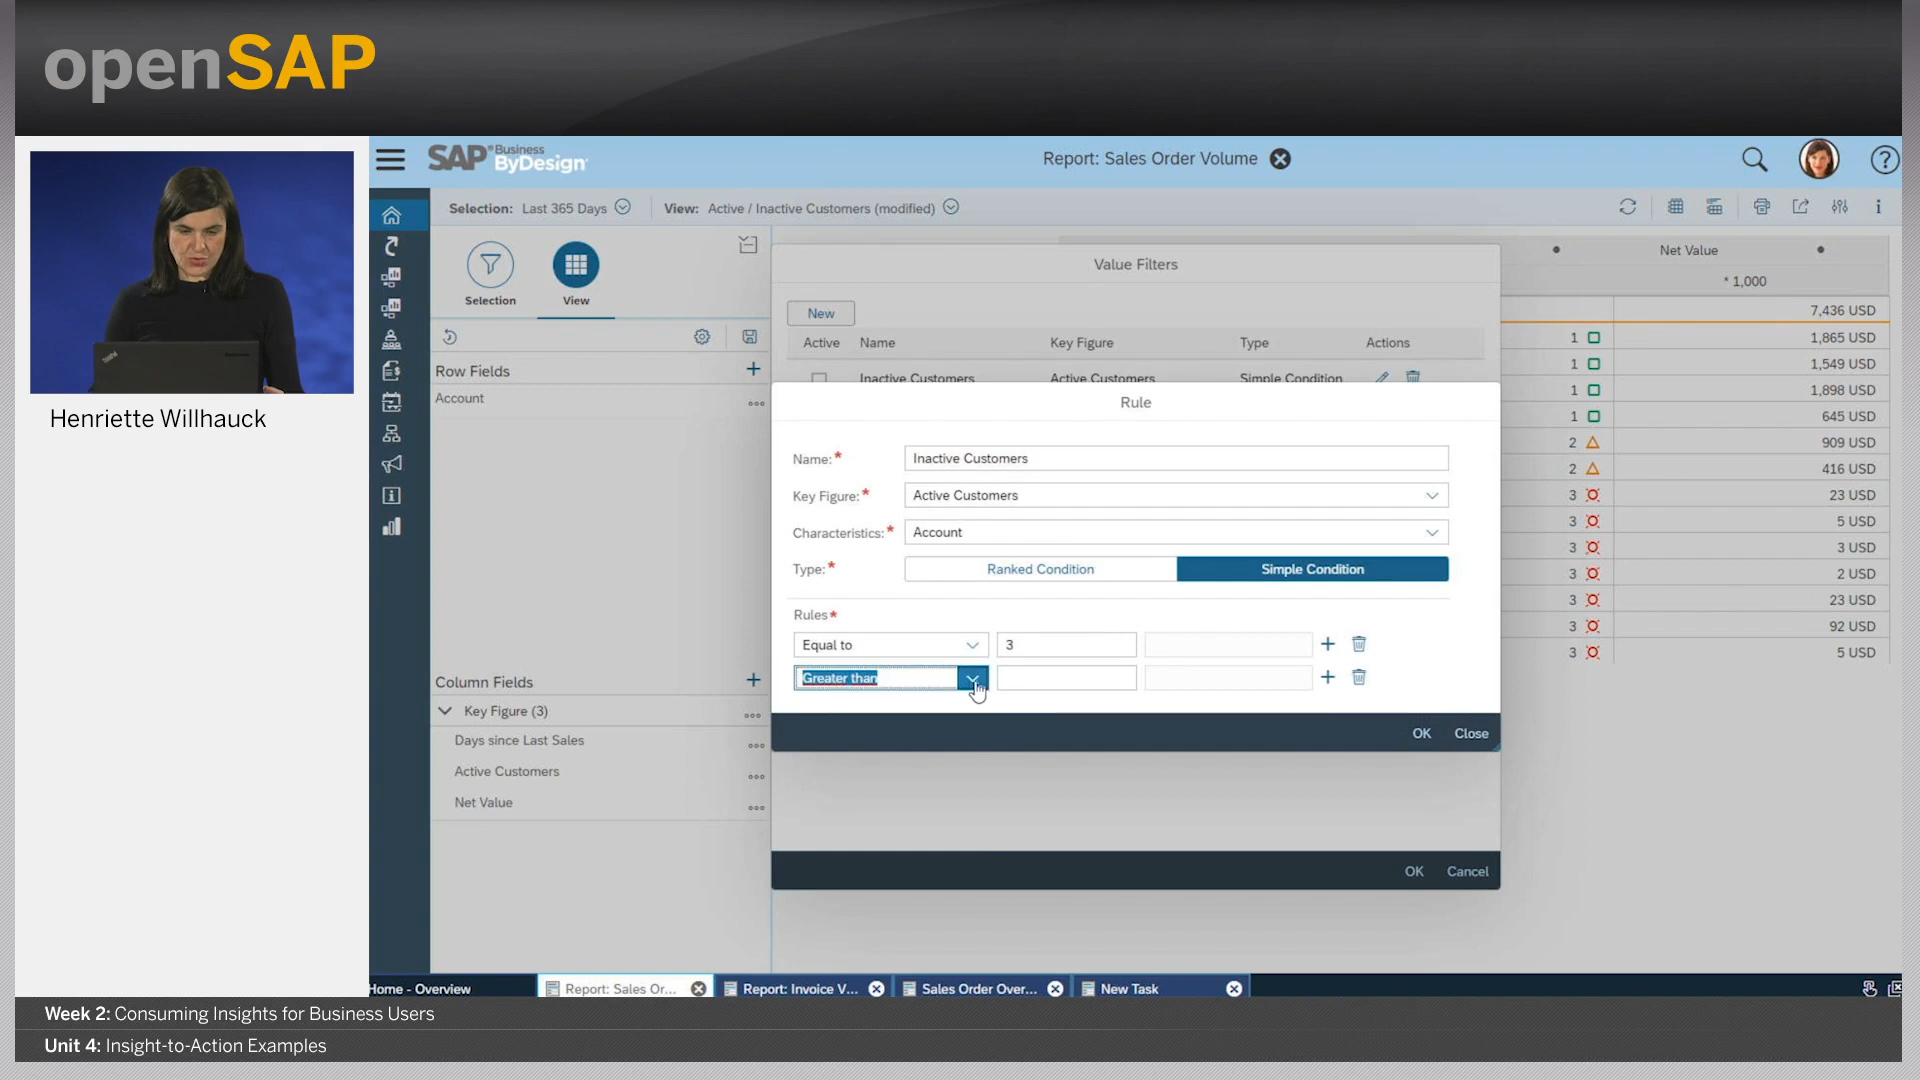 openSAP
Henriette Willhauck
SAP Business ByDesign
Report: Sales Order Volume
Selection: Last 365 Days
View: Active / Inactive Customers (modified)
Selection
View
Row Fields
Account
Column Fields
Key Figure (3)
Days since Last Sales
Active Customers
Net Value
Value Filters
New
Active Name Key Figure Type Actions
Inactive Customers Active Customers Simple Condition
Rule
Name:* Inactive Customers
Key Figure:* Active Customers
Characteristics:* Account
Type:* Ranked Condition Simple Condition
Rules*
Equal to 3
Greater than
OK Close
OK Cancel
Net Value
* 1,000
7,436 USD
1 1,865 USD
1 1,549 USD
1 1,898 USD
1 645 USD
2 909 USD
2 416 USD
3 23 USD
3 5 USD
3 3 USD
3 2 USD
3 23 USD
3 92 USD
3 5 USD
Home - Overview
Report: Sales Or...
Report: Invoice V...
Sales Order Over...
New Task
Week 2: Consuming Insights for Business Users
Unit 4: Insight-to-Action Examples